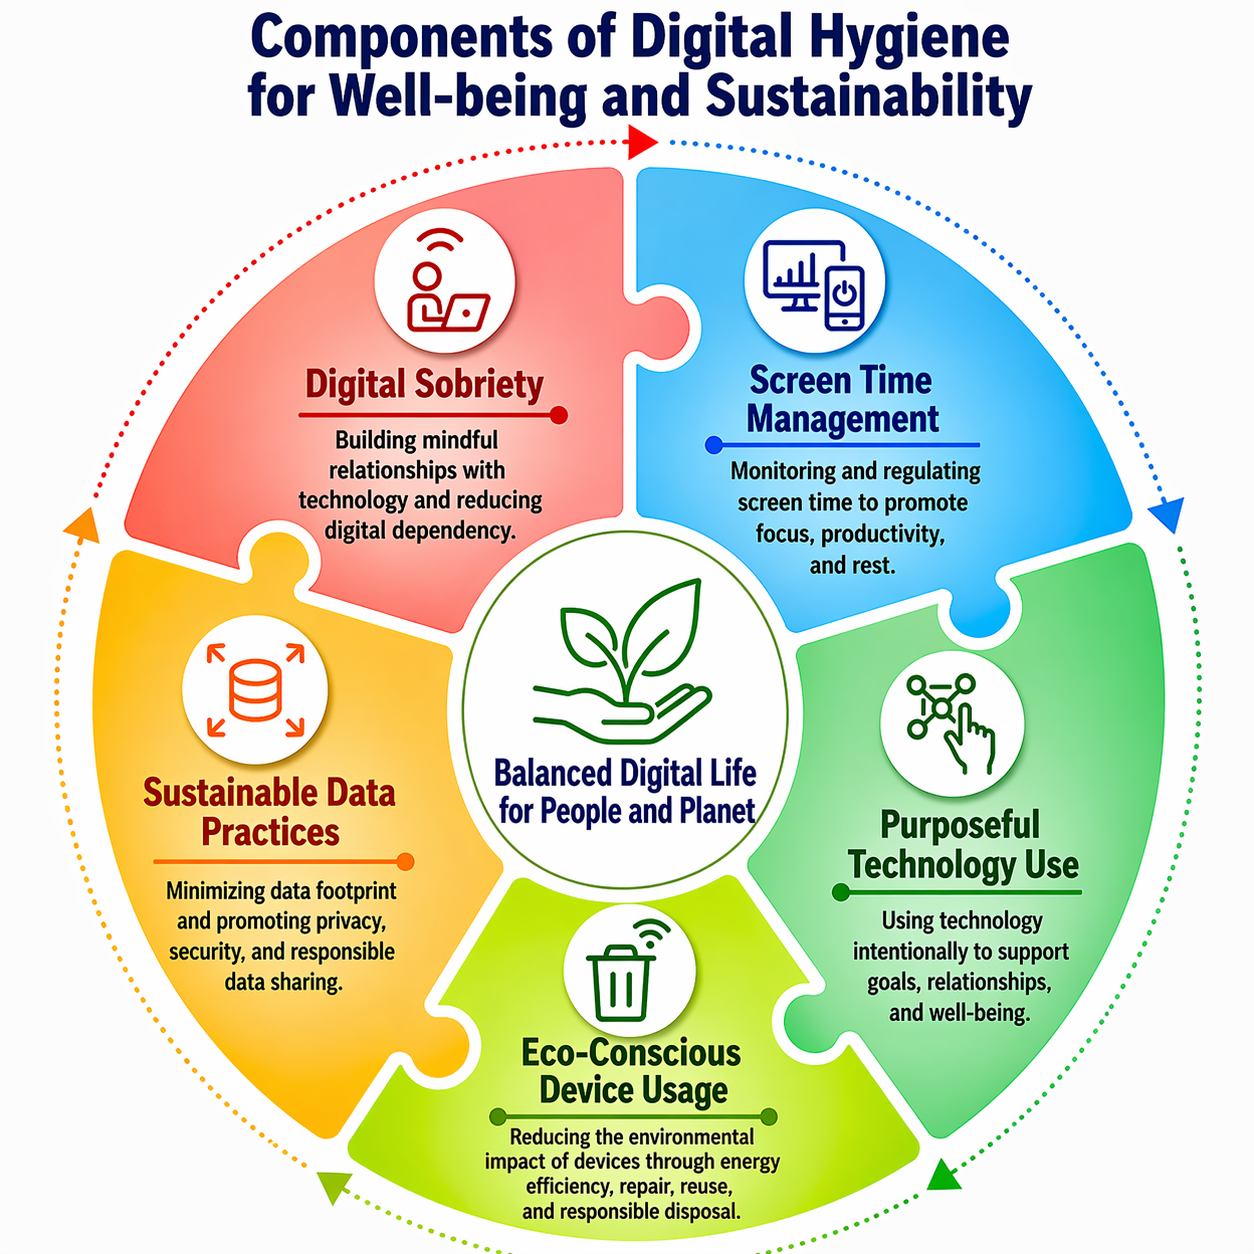 Components of Digital Hygiene
for Well-being and Sustainability
Digital Sobriety
Building mindful
relationships with
technology and reducing
digital dependency.
Screen Time
Management
Monitoring and regulating
screen time to promote
focus, productivity,
and rest.
Purposeful
Technology Use
Using technology
intentionally to support
goals, relationships,
and well-being.
Eco-Conscious
Device Usage
Reducing the environmental
impact of devices through energy
efficiency, repair, reuse,
and responsible disposal.
Sustainable Data
Practices
Minimizing data footprint
and promoting privacy,
security, and responsible
data sharing.
Balanced Digital Life
for People and Planet